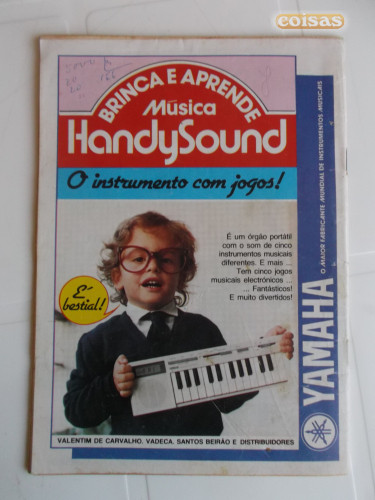 coisas
BRINCA E APRENDE
Música
HandySound
O instrumento com jogos!
É um órgão portátil
com o som de cinco
instrumentos musicais
diferentes. E mais ...
Tem cinco jogos
musicais electrónicos ...
... Fantásticos!
E muito divertidos!
É
bestial!
VALENTIM DE CARVALHO, VADECA, SANTOS BEIRÃO E DISTRIBUIDORES
YAMAHA
O MAIOR FABRICANTE MUNDIAL DE INSTRUMENTOS MUSICAIS